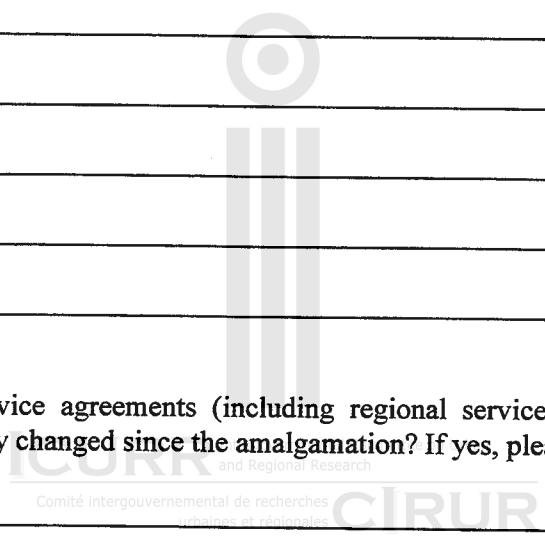 vice agreements (including regional service
y changed since the amalgamation? If yes, plea
ICURR and Regional Research
Comité intergouvernemental de recherches
urbaines et régionales
CIRUR